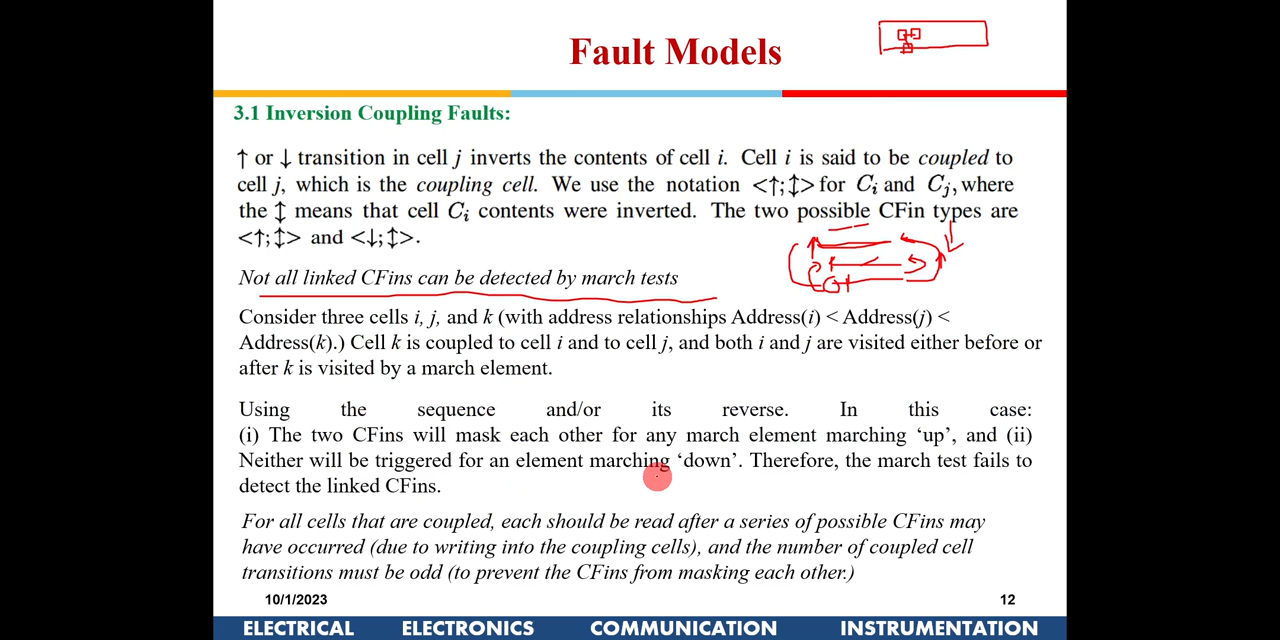 Fault Models
3.1 Inversion Coupling Faults:
↑ or ↓ transition in cell j inverts the contents of cell i. Cell i is said to be coupled to
cell j, which is the coupling cell. We use the notation <↑;↕> for Ci and Cj, where
the ↕ means that cell Ci contents were inverted. The two possible CFin types are
<↑;↕> and <↓;↕>.
Not all linked CFins can be detected by march tests
Consider three cells i, j, and k (with address relationships Address(i) < Address(j) <
Address(k).) Cell k is coupled to cell i and to cell j, and both i and j are visited either before or
after k is visited by a march element.
Using the sequence and/or its reverse. In this case:
(i) The two CFins will mask each other for any march element marching ‘up’, and (ii)
Neither will be triggered for an element marching ‘down’. Therefore, the march test fails to
detect the linked CFins.
For all cells that are coupled, each should be read after a series of possible CFins may
have occurred (due to writing into the coupling cells), and the number of coupled cell
transitions must be odd (to prevent the CFins from masking each other.)
10/1/2023 12
ELECTRICAL ELECTRONICS COMMUNICATION INSTRUMENTATION